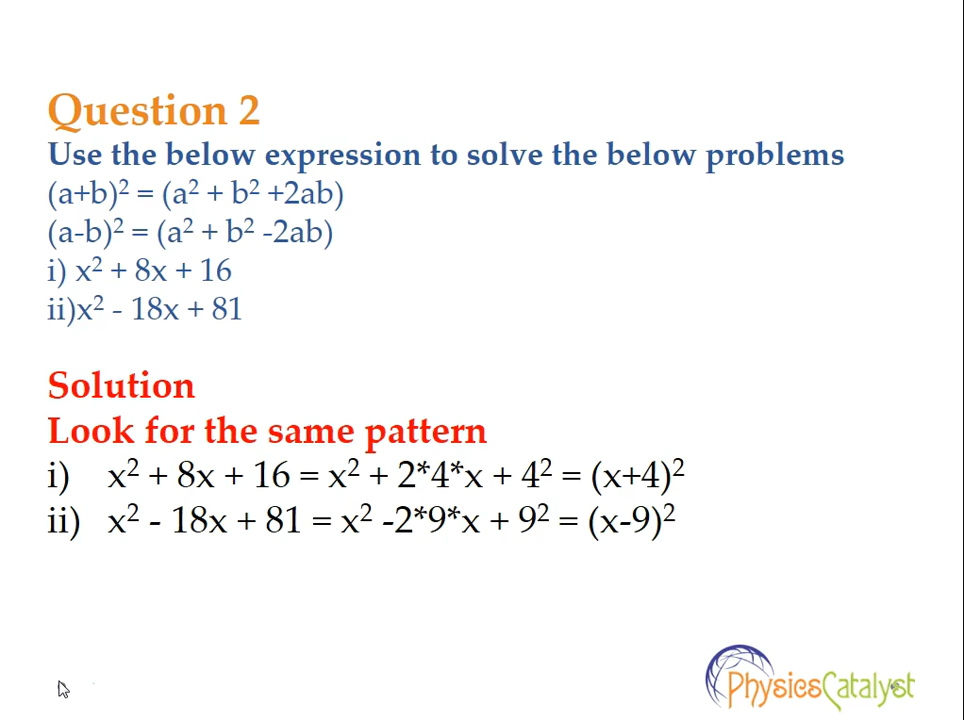 Question 2
Use the below expression to solve the below problems
(a+b)² = (a² + b² +2ab)
(a-b)² = (a² + b² -2ab)
i) x² + 8x + 16
ii)x² - 18x + 81
Solution
Look for the same pattern
i) x² + 8x + 16 = x² + 2*4*x + 4² = (x+4)²
ii) x² - 18x + 81 = x² -2*9*x + 9² = (x-9)²
PhysicsCatalyst